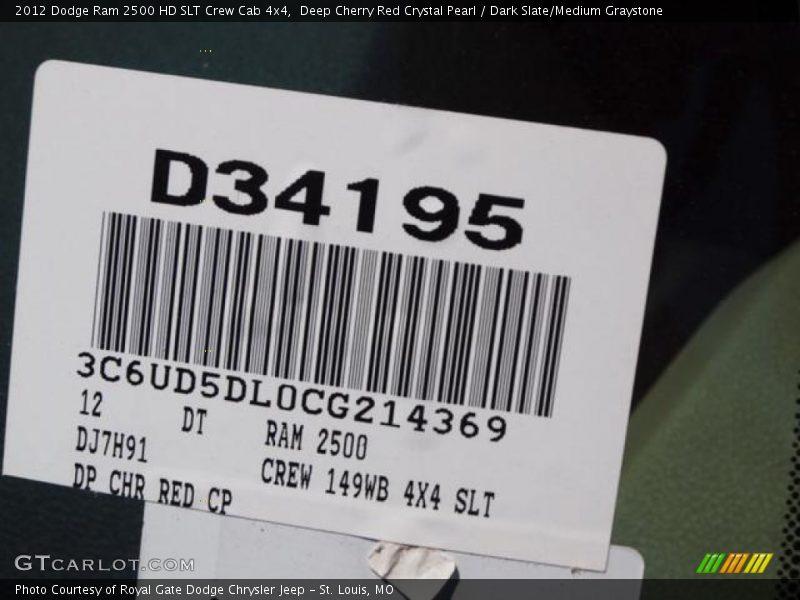 2012 Dodge Ram 2500 HD SLT Crew Cab 4x4, Deep Cherry Red Crystal Pearl / Dark Slate/Medium Graystone
D34195
3C6UD5DL0CG214369
12 DT RAM 2500
DJ7H91 CREW 149WB 4X4 SLT
DP CHR RED CP
GTCARLOT.COM
Photo Courtesy of Royal Gate Dodge Chrysler Jeep - St. Louis, MO